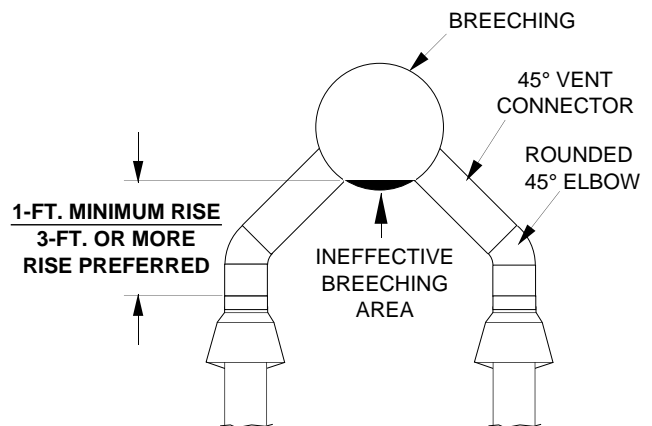 BREECHING
45° VENT
CONNECTOR
ROUNDED
45° ELBOW
1-FT. MINIMUM RISE
3-FT. OR MORE
RISE PREFERRED
INEFFECTIVE
BREECHING
AREA